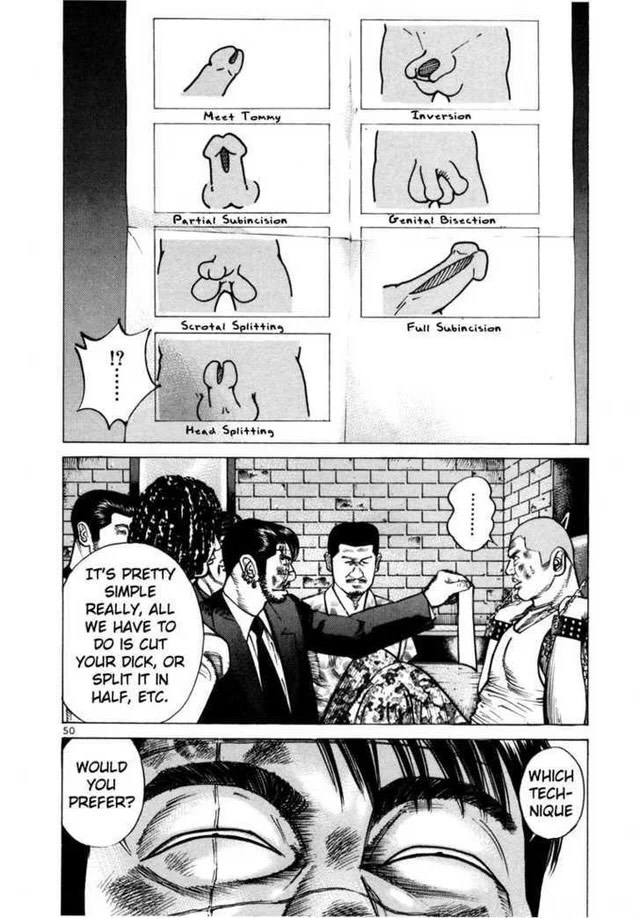 Meet Tommy
Inversion
Partial Subincision
Genital Bisection
Scrotal Splitting
Full Subincision
!?
Head Splitting
IT'S PRETTY
SIMPLE
REALLY, ALL
WE HAVE TO
DO IS CUT
YOUR DICK, OR
SPLIT IT IN
HALF, ETC.
50
WHICH
TECH-
NIQUE
WOULD
YOU
PREFER?